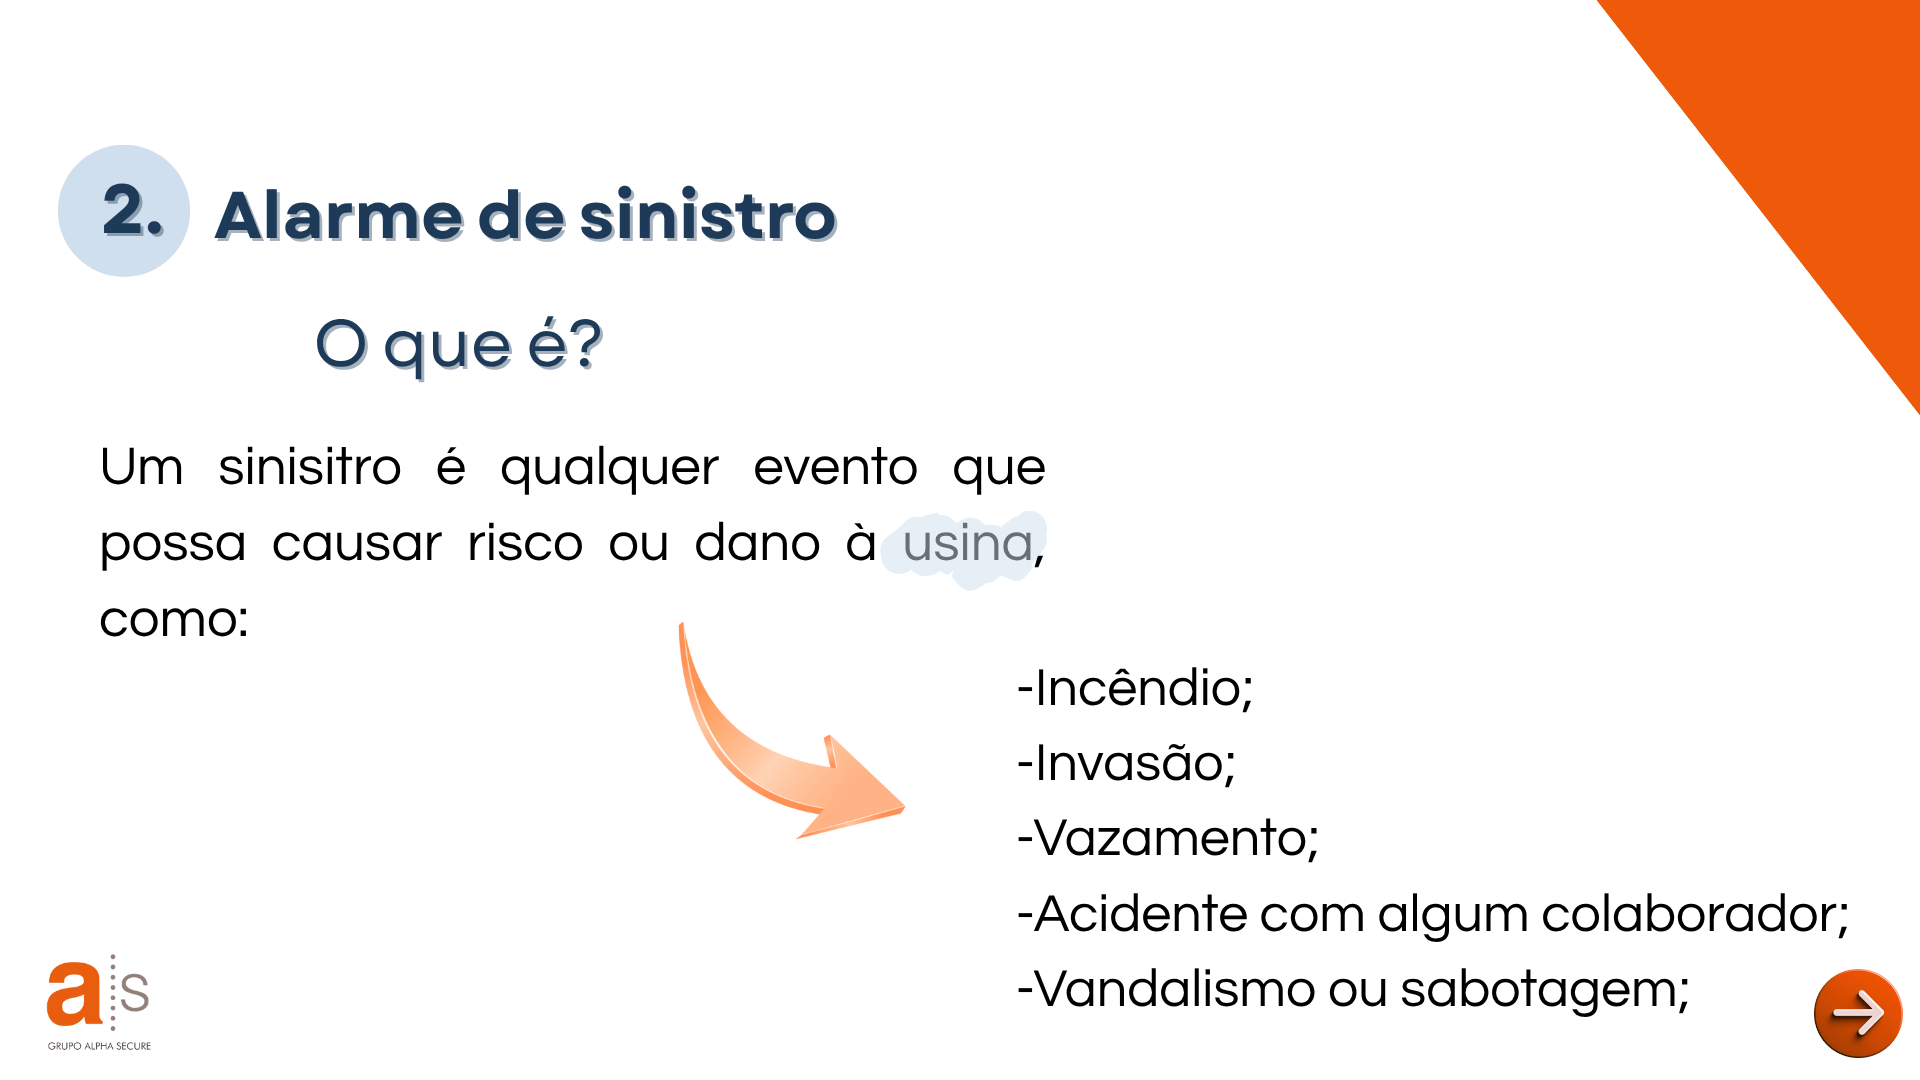 2.
Alarme de sinistro
O que é?
Um sinisitro é qualquer evento que
possa causar risco ou dano à usina,
como:
-Incêndio;
-Invasão;
-Vazamento;
-Acidente com algum colaborador;
-Vandalismo ou sabotagem;
a s
GRUPO ALPHA SECURE